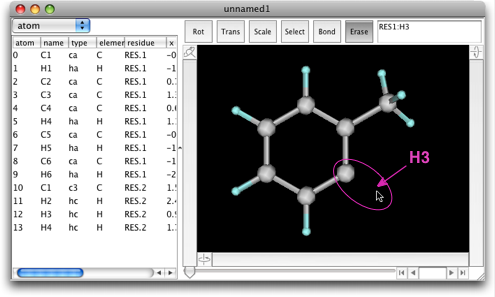 unnamed1
atom
Rot Trans Scale Select Bond Erase RES1:H3
atom name type elemer residue x
0 C1 ca C RES.1 -0
1 H1 ha H RES.1 -1
2 C2 ca C RES.1 0.
3 C3 ca C RES.1 1.
4 C4 ca C RES.1 0.
5 H4 ha H RES.1 1.
6 C5 ca C RES.1 -0
7 H5 ha H RES.1 -1
8 C6 ca C RES.1 -1
9 H6 ha H RES.1 -2
10 C1 c3 C RES.2 1.
11 H2 hc H RES.2 2.
12 H3 hc H RES.2 0.
13 H4 hc H RES.2 1.
H3